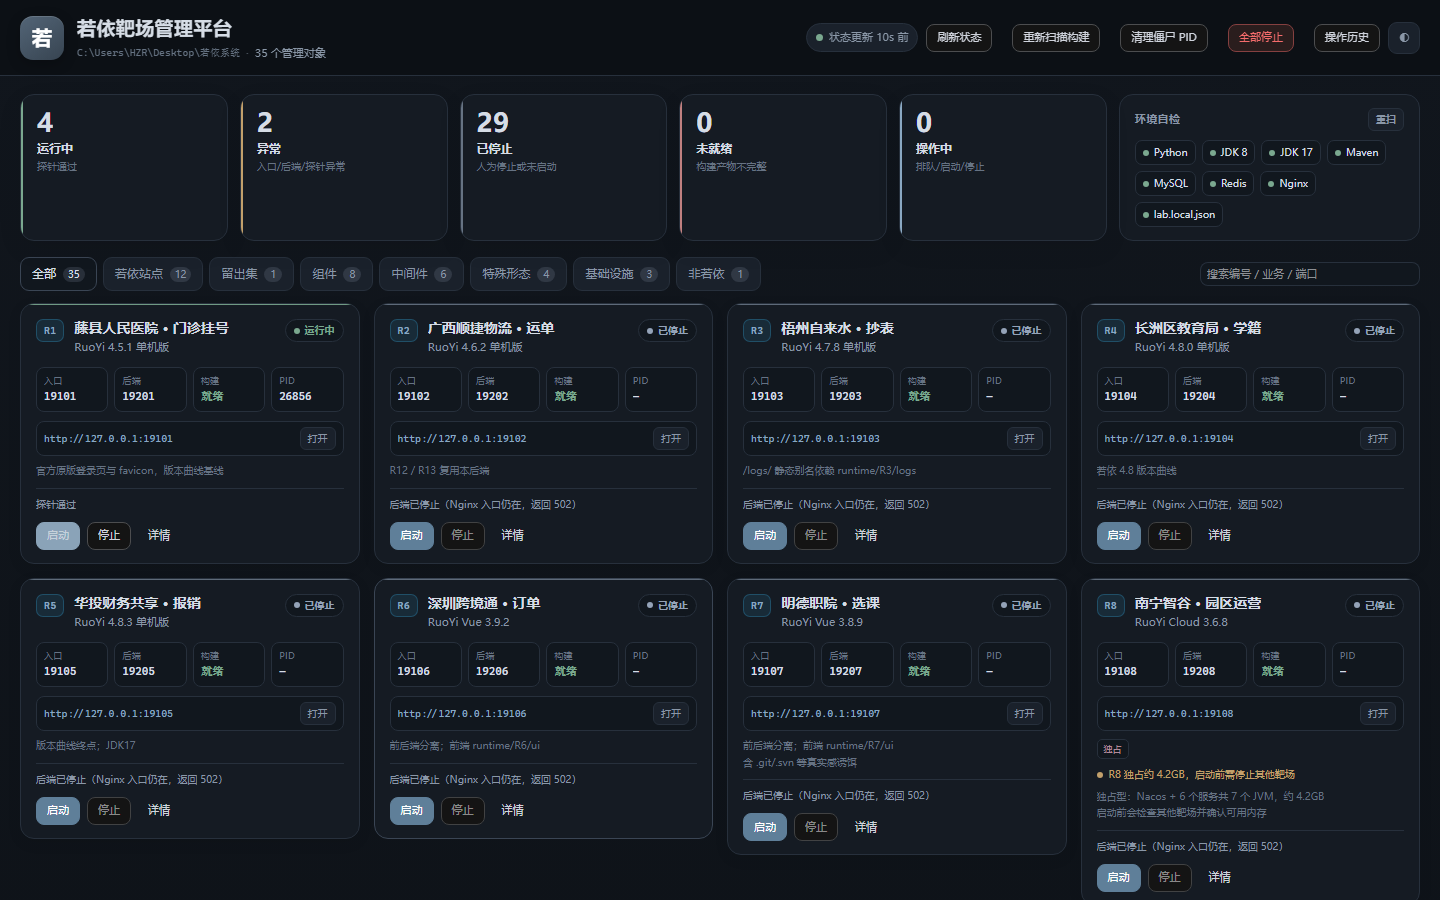 若
若依靶场管理平台
C:\Users\HZR\Desktop\若依系统 · 35 个管理对象
状态更新 10s 前
刷新状态
重新扫描构建
清理僵尸 PID
全部停止
操作历史
4
运行中
探针通过
2
异常
入口/后端/探针异常
29
已停止
人为停止或未启动
0
未就绪
构建产物不完整
0
操作中
排队/启动/停止
环境自检
重扫
Python
JDK 8
JDK 17
Maven
MySQL
Redis
Nginx
lab.local.json
全部 35
若依站点 12
留出集 1
组件 8
中间件 6
特殊形态 4
基础设施 3
非若依 1
搜索编号 / 业务 / 端口
R1
藤县人民医院 • 门诊挂号
运行中
RuoYi 4.5.1 单机版
入口 后端 构建 PID
19101 19201 就绪 26856
http://127.0.0.1:19101
打开
官方原版登录页与 favicon，版本曲线基线
探针通过
启动 停止 详情
R2
广西顺捷物流 • 运单
已停止
RuoYi 4.6.2 单机版
入口 后端 构建 PID
19102 19202 就绪 –
http://127.0.0.1:19102
打开
R12 / R13 复用本后端
后端已停止（Nginx 入口仍在，返回 502）
启动 停止 详情
R3
梧州自来水 • 抄表
已停止
RuoYi 4.7.8 单机版
入口 后端 构建 PID
19103 19203 就绪 –
http://127.0.0.1:19103
打开
/logs/ 静态别名依赖 runtime/R3/logs
后端已停止（Nginx 入口仍在，返回 502）
启动 停止 详情
R4
长洲区教育局 • 学籍
已停止
RuoYi 4.8.0 单机版
入口 后端 构建 PID
19104 19204 就绪 –
http://127.0.0.1:19104
打开
若依 4.8 版本曲线
后端已停止（Nginx 入口仍在，返回 502）
启动 停止 详情
R5
华投财务共享 • 报销
已停止
RuoYi 4.8.3 单机版
入口 后端 构建 PID
19105 19205 就绪 –
http://127.0.0.1:19105
打开
版本曲线终点；JDK17
后端已停止（Nginx 入口仍在，返回 502）
启动 停止 详情
R6
深圳跨境通 • 订单
已停止
RuoYi Vue 3.9.2
入口 后端 构建 PID
19106 19206 就绪 –
http://127.0.0.1:19106
打开
前后端分离；前端 runtime/R6/ui
后端已停止（Nginx 入口仍在，返回 502）
启动 停止 详情
R7
明德职院 • 选课
已停止
RuoYi Vue 3.8.9
入口 后端 构建 PID
19107 19207 就绪 –
http://127.0.0.1:19107
打开
前后端分离；前端 runtime/R7/ui
含 .git/.svn 等真实感诱饵
后端已停止（Nginx 入口仍在，返回 502）
启动 停止 详情
R8
南宁智谷 • 园区运营
已停止
RuoYi Cloud 3.6.8
入口 后端 构建 PID
19108 19208 就绪 –
http://127.0.0.1:19108
打开
独占
R8 独占约 4.2GB，启动前需停止其他靶场
独占型：Nacos + 6 个服务共 7 个 JVM，约 4.2GB
启动前会检查其他靶场并确认可用内存
后端已停止（Nginx 入口仍在，返回 502）
启动 停止 详情